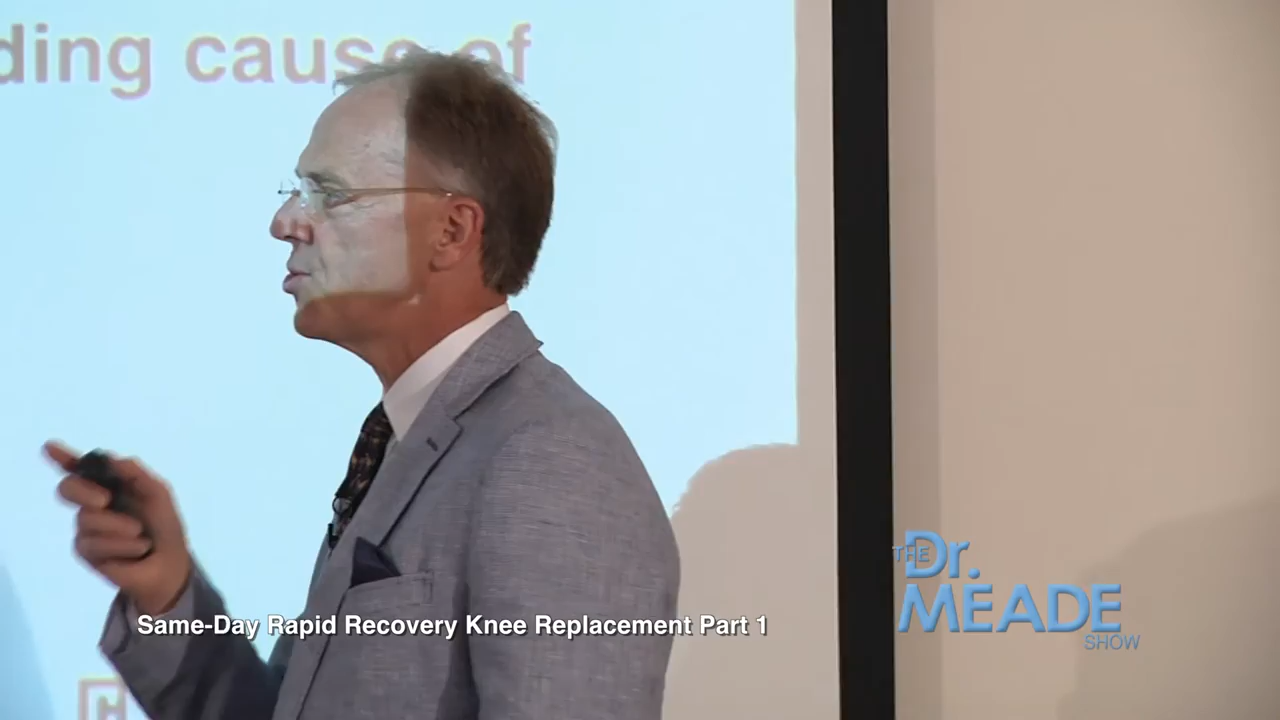 ding cause of
Same-Day Rapid Recovery Knee Replacement Part 1
THE Dr.
MEADE
SHOW